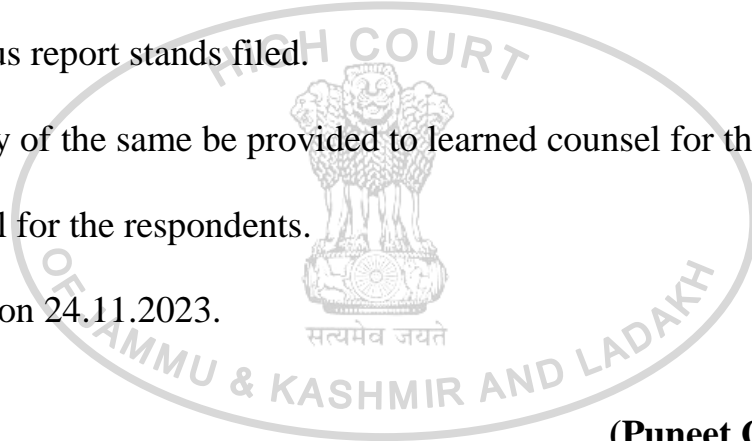 us report stands filed.
HIGH COURT
y of the same be provided to learned counsel for th
l for the respondents.
on 24.11.2023.
सत्यमेव जयते
OF JAMMU & KASHMIR AND LADAKH
(Puneet